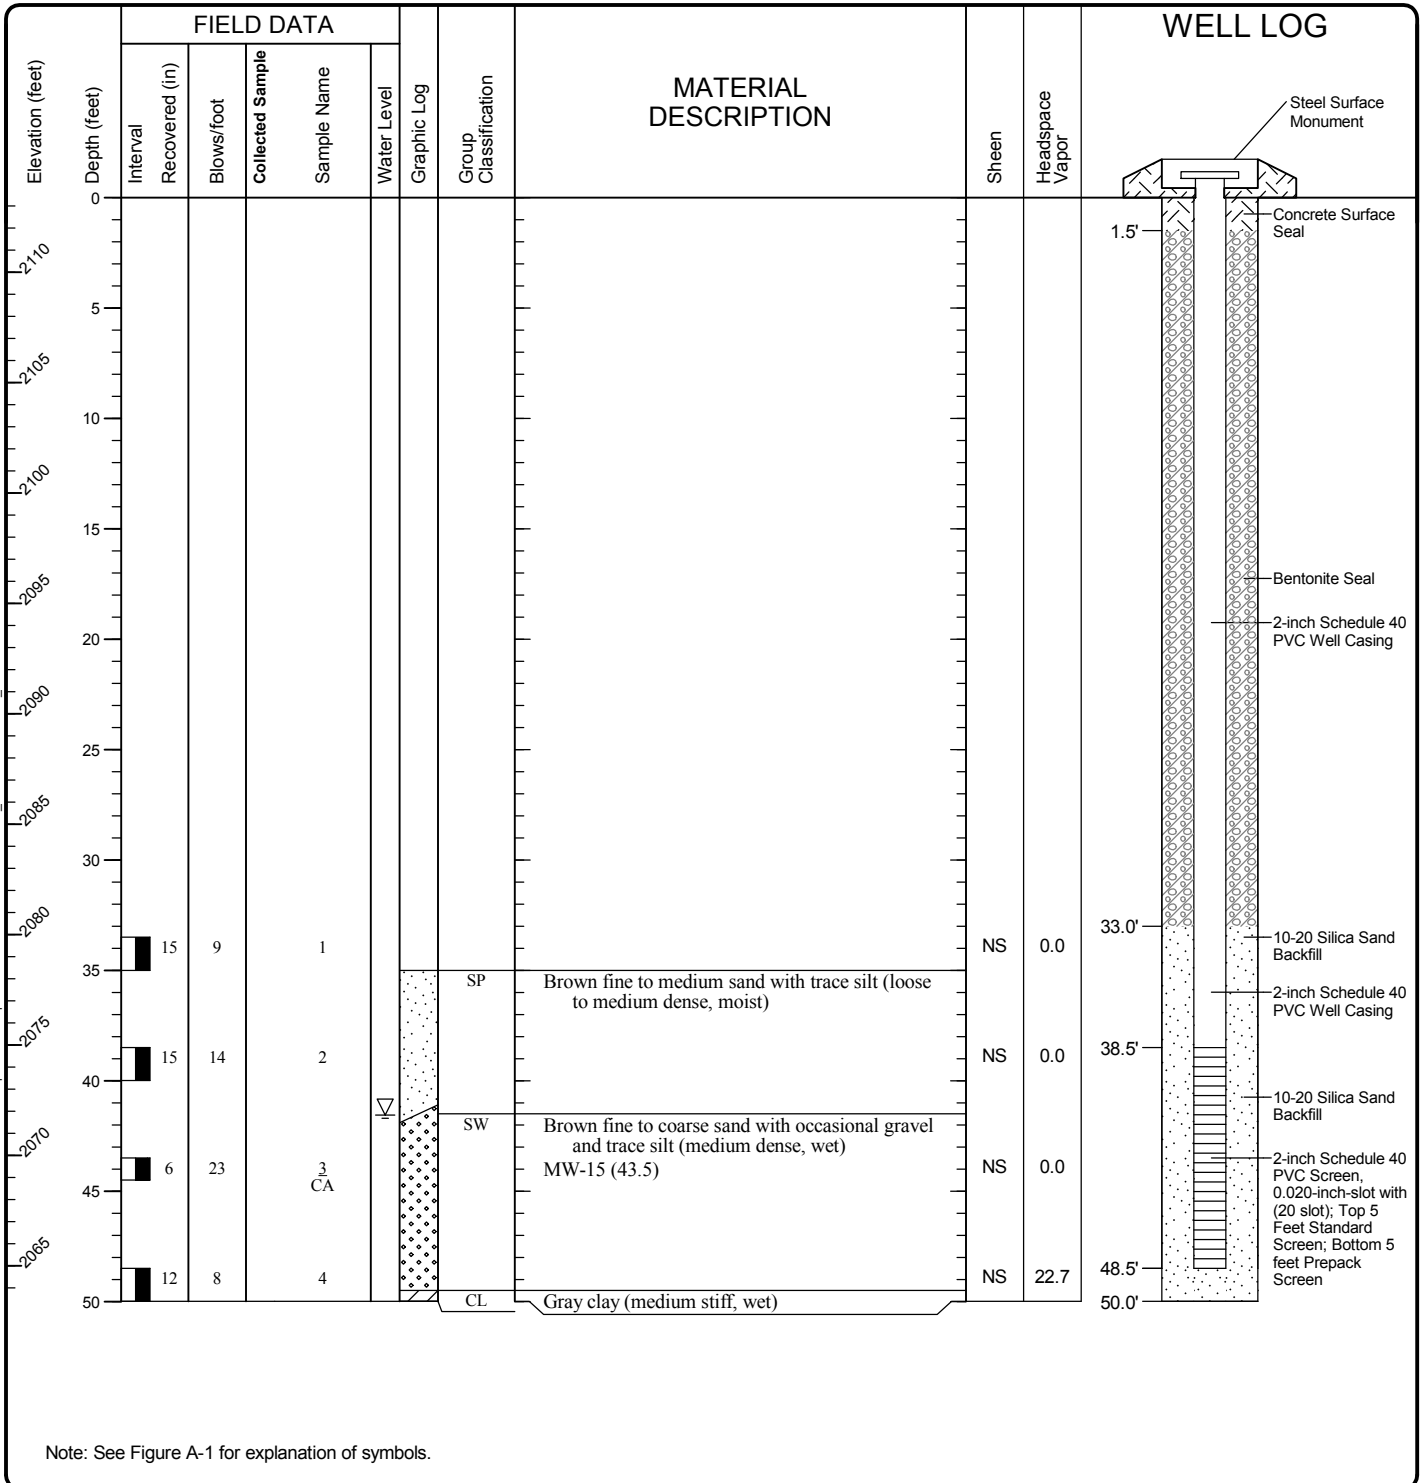 FIELD DATA
WELL LOG
Elevation (feet)
Depth (feet)
Interval
Recovered (in)
Blows/foot
Collected Sample
Sample Name
Water Level
Graphic Log
Group
Classification
MATERIAL
DESCRIPTION
Sheen
Headspace
Vapor
Steel Surface
Monument
0
Concrete Surface
Seal
1.5'
2110
5
2105
10
2100
15
2095
Bentonite Seal
2-inch Schedule 40
PVC Well Casing
20
2090
25
2085
30
2080
33.0'
10-20 Silica Sand
Backfill
15 9 1 NS 0.0
35
SP Brown fine to medium sand with trace silt (loose
to medium dense, moist)
2-inch Schedule 40
PVC Well Casing
2075
38.5'
15 14 2 NS 0.0
40
10-20 Silica Sand
Backfill
SW Brown fine to coarse sand with occasional gravel
and trace silt (medium dense, wet)
2070
MW-15 (43.5)
6 23 3 NS 0.0
CA
45
2-inch Schedule 40
PVC Screen,
0.020-inch-slot with
(20 slot); Top 5
Feet Standard
Screen; Bottom 5
feet Prepack
Screen
2065
48.5'
12 8 4 NS 22.7
50
CL Gray clay (medium stiff, wet)
50.0'
Note: See Figure A-1 for explanation of symbols.